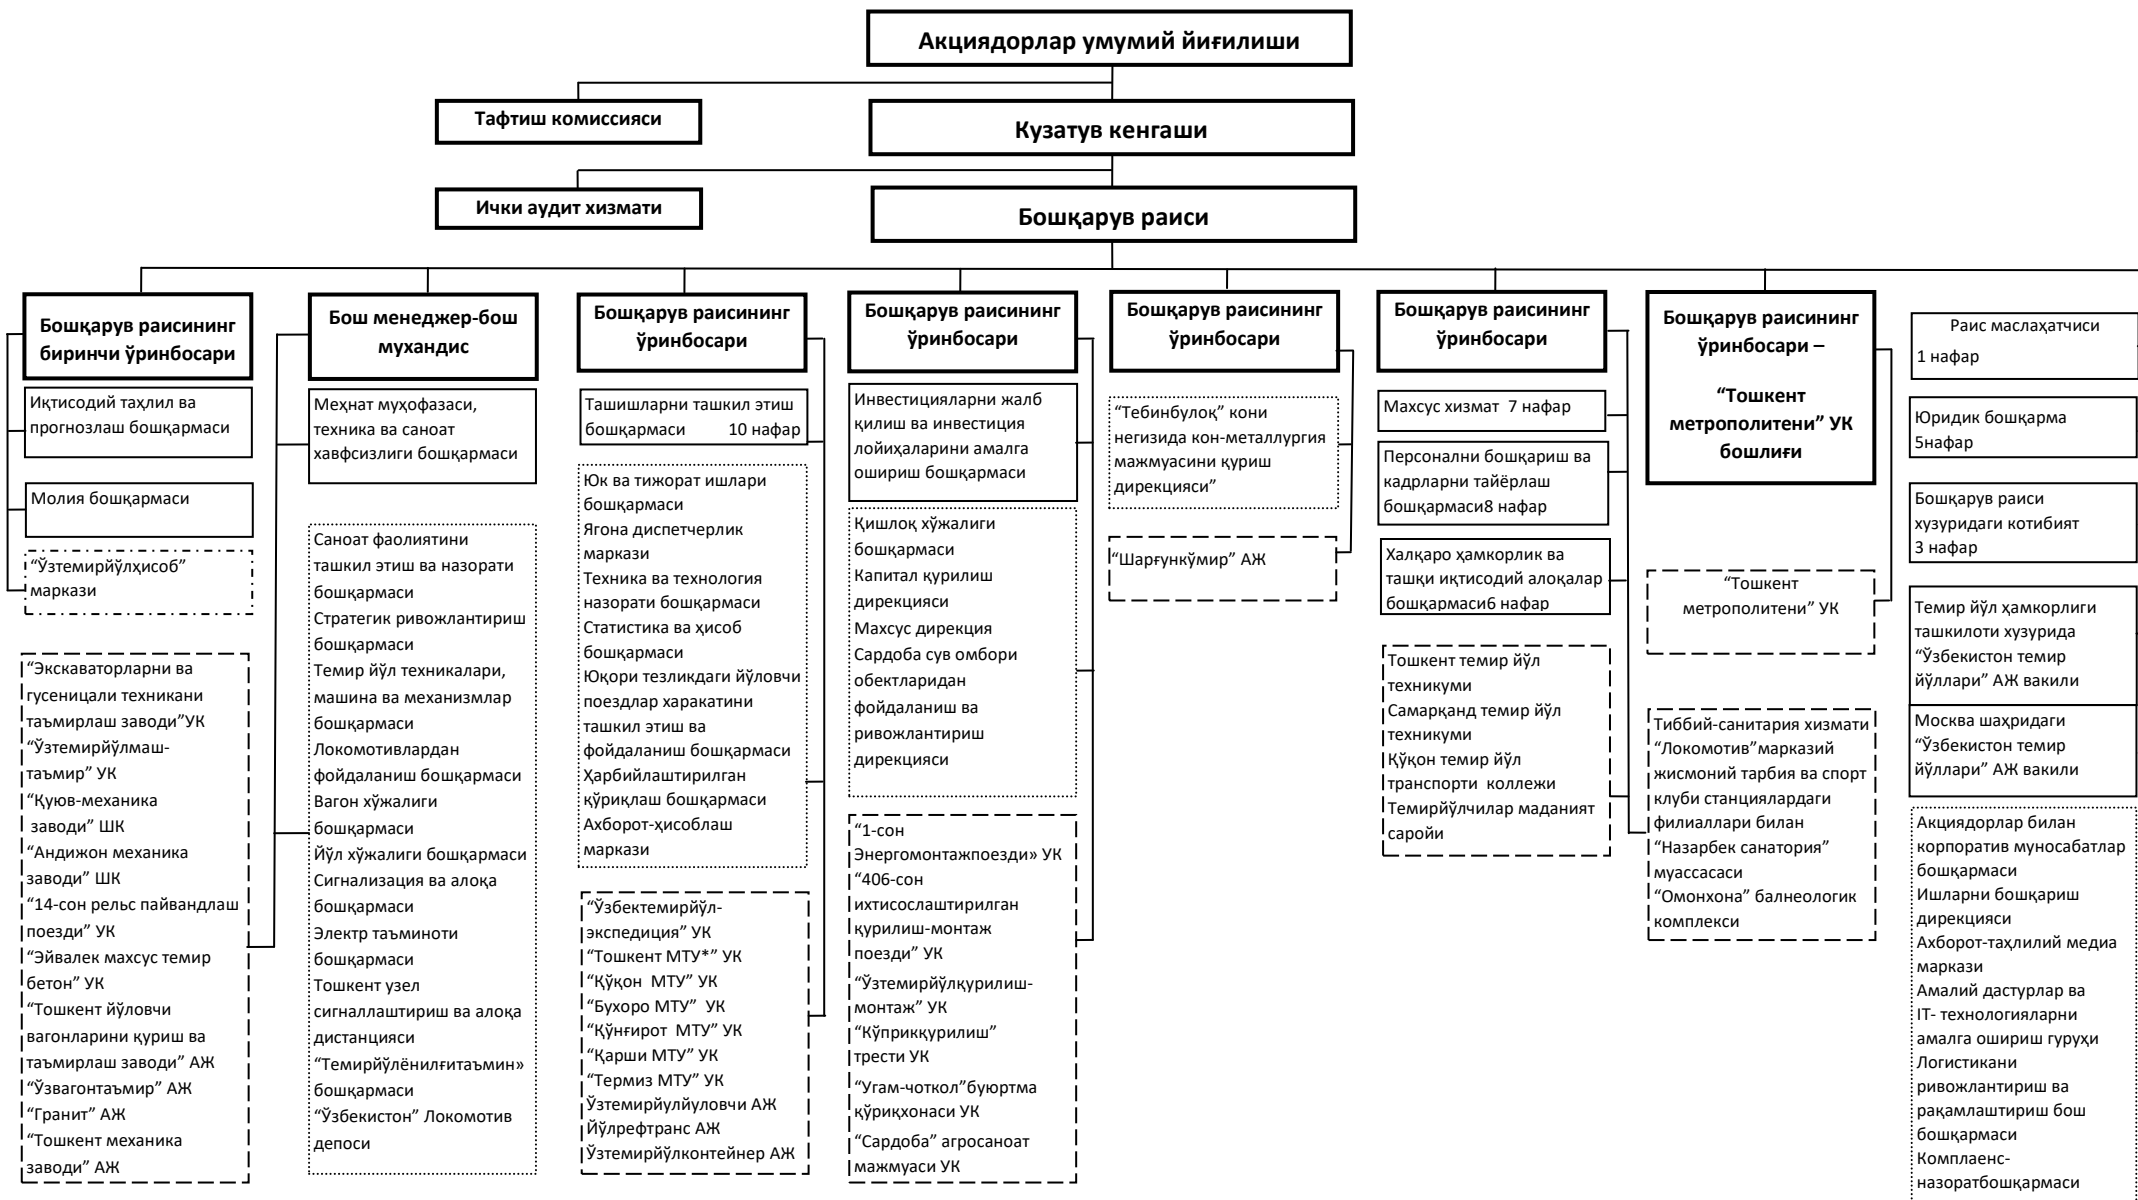 Акциядорлар умумий йиғилиши
Тафтиш комиссияси
Кузатув кенгаши
Ички аудит хизмати
Бошқарув раиси
Бошқарув раисининг
биринчи ўринбосари
Иқтисодий таҳлил ва
прогнозлаш бошқармаси
Молия бошқармаси
“Ўзтемирйўлҳисоб”
маркази
“Экскаваторларни ва
гусеницали техникани
таъмирлаш заводи”УК
“Ўзтемирйўлмаш-
таъмир” УК
“Қуюв-механика
заводи” ШК
“Андижон механика
заводи” ШК
“14-сон рельс пайвандлаш
поезди” УК
“Эйвалек махсус темир
бетон” УК
“Тошкент йўловчи
вагонларини қуриш ва
таъмирлаш заводи” АЖ
“Ўзвагонтаъмир” АЖ
“Гранит” АЖ
“Тошкент механика
заводи” АЖ
Бош менеджер-бош
мухандис
Меҳнат муҳофазаси,
техника ва саноат
хавфсизлиги бошқармаси
Саноат фаолиятини
ташкил этиш ва назорати
бошқармаси
Стратегик ривожлантириш
бошқармаси
Темир йўл техникалари,
машина ва механизмлар
бошқармаси
Локомотивлардан
фойдаланиш бошқармаси
Вагон хўжалиги
бошқармаси
Йўл хўжалиги бошқармаси
Сигнализация ва алоқа
бошқармаси
Электр таъминоти
бошқармаси
Тошкент узел
сигналлаштириш ва алоқа
дистанцияси
“Темирйўлёнилғитаъмин»
бошқармаси
“Ўзбекистон” Локомотив
депоси
Бошқарув раисининг
ўринбосари
Ташишларни ташкил этиш
бошқармаси 10 нафар
Юк ва тижорат ишлари
бошқармаси
Ягона диспетчерлик
маркази
Техника ва технология
назорати бошқармаси
Статистика ва ҳисоб
бошқармаси
Юқори тезликдаги йўловчи
поездлар харакатини
ташкил этиш ва
фойдаланиш бошқармаси
Ҳарбийлаштирилган
қўриқлаш бошқармаси
Ахборот-ҳисоблаш
маркази
“Ўзбектемирйўл-
экспедиция” УК
“Тошкент МТУ*” УК
“Қўқон МТУ” УК
“Бухоро МТУ” УК
“Қўнғирот МТУ” УК
“Қарши МТУ” УК
“Термиз МТУ” УК
Ўзтемирйулйуловчи АЖ
Йўлрефтранс АЖ
Ўзтемирйўлконтейнер АЖ
Бошқарув раисининг
ўринбосари
Инвестицияларни жалб
қилиш ва инвестиция
лойиҳаларини амалга
ошириш бошқармаси
Қишлоқ хўжалиги
бошқармаси
Капитал қурилиш
дирекцияси
Махсус дирекция
Сардоба сув омбори
обектларидан
фойдаланиш ва
ривожлантириш
дирекцияси
“1-сон
Энергомонтажпоезди» УК
“406-сон
ихтисослаштирилган
қурилиш-монтаж
поезди” УК
“Ўзтемирйўлқурилиш-
монтаж” УК
“Кўприкқурилиш”
трести УК
“Угам-чоткол”буюртма
қўриқхонаси УК
“Сардоба” агросаноат
мажмуаси УК
Бошқарув раисининг
ўринбосари
“Тебинбулоқ” кони
негизида кон-металлургия
мажмуасини қуриш
дирекцияси”
“Шарғункўмир” АЖ
Бошқарув раисининг
ўринбосари
Махсус хизмат 7 нафар
Персонални бошқариш ва
кадрларни тайёрлаш
бошқармаси8 нафар
Халқаро ҳамкорлик ва
ташқи иқтисодий алоқалар
бошқармаси6 нафар
Тошкент темир йўл
техникуми
Самарқанд темир йўл
техникуми
Қўқон темир йўл
транспорти коллежи
Темирйўлчилар маданият
саройи
Бошқарув раисининг
ўринбосари –
“Тошкент
метрополитени” УК
бошлиғи
“Тошкент
метрополитени” УК
Тиббий-санитария хизмати
“Локомотив”марказий
жисмоний тарбия ва спорт
клуби станциялардаги
филиаллари билан
“Назарбек санатория”
муассасаси
“Омонхона” балнеологик
комплекси
Раис маслаҳатчиси
1 нафар
Юридик бошқарма
5нафар
Бошқарув раиси
хузуридаги котибият
3 нафар
Темир йўл ҳамкорлиги
ташкилоти хузурида
“Ўзбекистон темир
йўллари” АЖ вакили
Москва шаҳридаги
“Ўзбекистон темир
йўллари” АЖ вакили
Акциядорлар билан
корпоратив муносабатлар
бошқармаси
Ишларни бошқариш
дирекцияси
Ахборот-таҳлилий медиа
маркази
Амалий дастурлар ва
IT- технологияларни
амалга ошириш гуруҳи
Логистикани
ривожлантириш ва
рақамлаштириш бош
бошқармаси
Комплаенс-
назоратбошқармаси